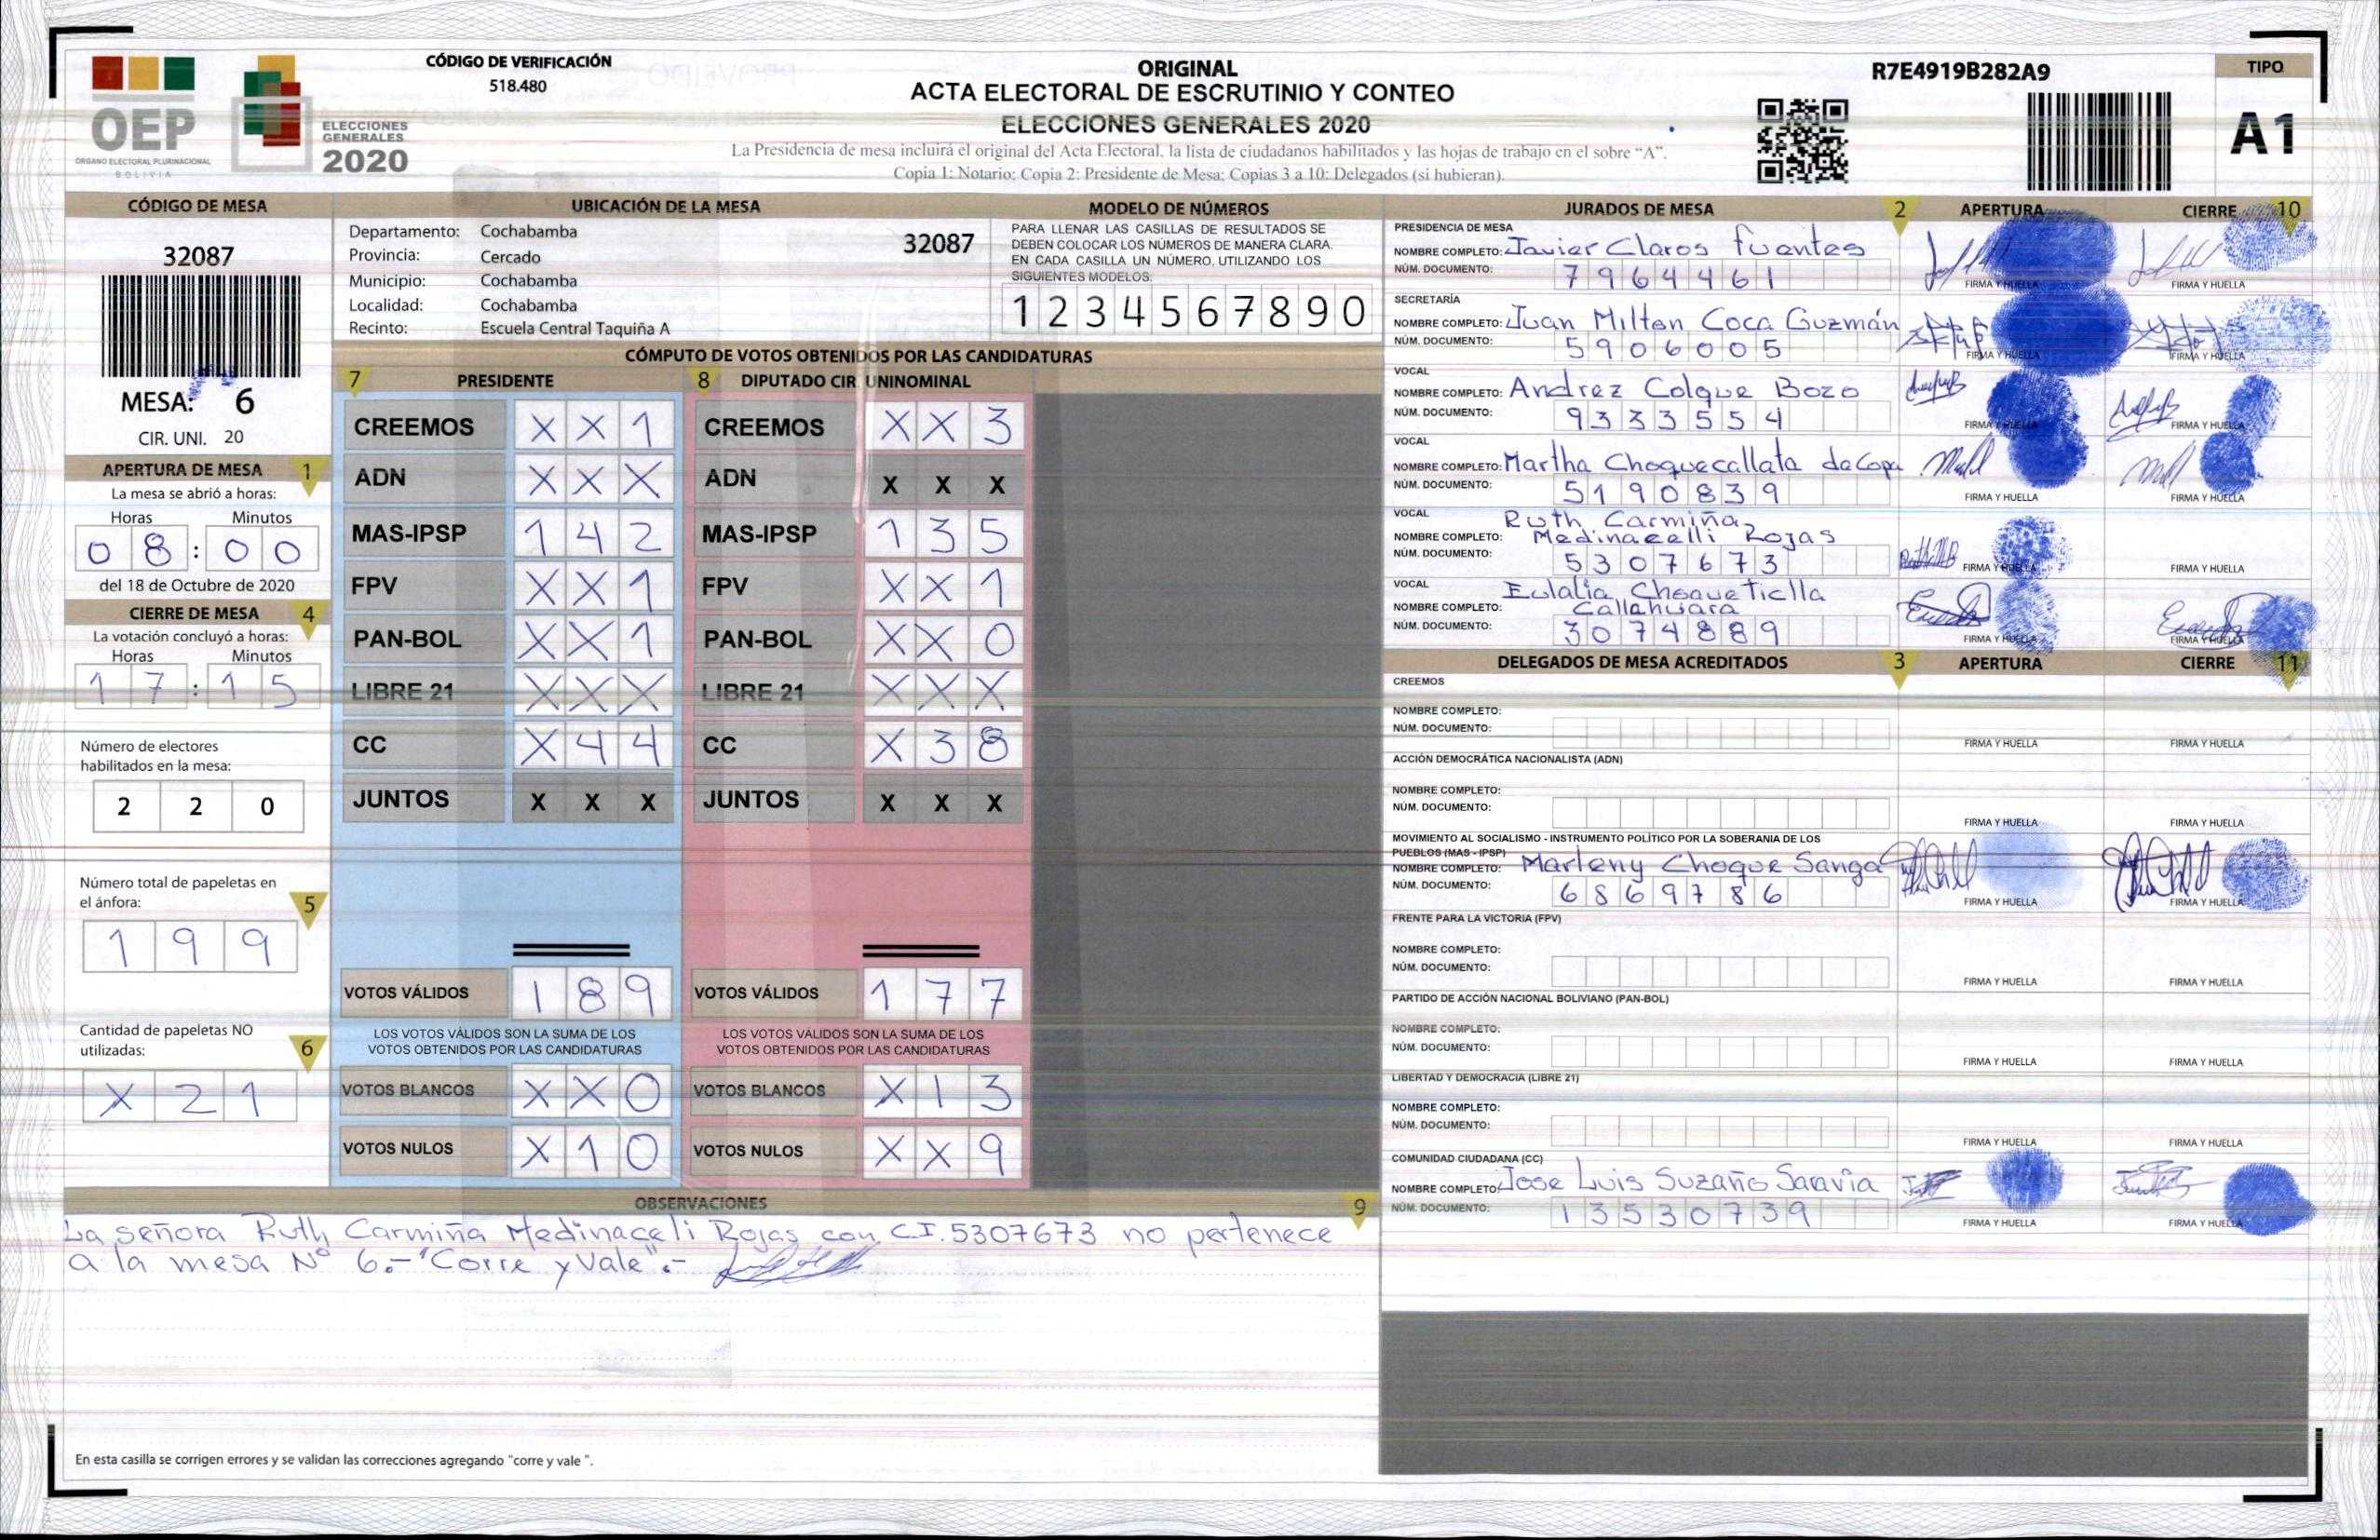 OEP
ÓRGANO ELECTORAL PLURINACIONAL
BOLIVIA
ELECCIONES
GENERALES
2020
CÓDIGO DE VERIFICACIÓN
518.480
ORIGINAL
ACTA ELECTORAL DE ESCRUTINIO Y CONTEO
ELECCIONES GENERALES 2020
La Presidencia de mesa incluirá el original del Acta Electoral, la lista de ciudadanos habilitados y las hojas de trabajo en el sobre “A”.
Copia 1: Notario; Copia 2: Presidente de Mesa; Copias 3 a 10: Delegados (si hubieran).
R7E4919B282A9
TIPO
A1
CÓDIGO DE MESA
32087
MESA: 6
CIR. UNI. 20
APERTURA DE MESA 1
La mesa se abrió a horas:
Horas Minutos
0 8 : 0 0
del 18 de Octubre de 2020
CIERRE DE MESA 4
La votación concluyó a horas:
Horas Minutos
1 7 : 1 5
Número de electores
habilitados en la mesa:
2 2 0
Número total de papeletas en
el ánfora: 5
1 9 9
Cantidad de papeletas NO
utilizadas: 6
X 2 1
UBICACIÓN DE LA MESA
Departamento: Cochabamba
Provincia: Cercado
Municipio: Cochabamba
Localidad: Cochabamba
Recinto: Escuela Central Taquiña A
32087
MODELO DE NÚMEROS
PARA LLENAR LAS CASILLAS DE RESULTADOS SE
DEBEN COLOCAR LOS NÚMEROS DE MANERA CLARA.
EN CADA CASILLA UN NÚMERO, UTILIZANDO LOS
SIGUIENTES MODELOS:
1 2 3 4 5 6 7 8 9 0
CÓMPUTO DE VOTOS OBTENIDOS POR LAS CANDIDATURAS
7 PRESIDENTE 8 DIPUTADO CIR. UNINOMINAL
CREEMOS X X 1 CREEMOS X X 3
ADN X X X ADN X X X
MAS-IPSP 1 4 2 MAS-IPSP 1 3 5
FPV X X 1 FPV X X 1
PAN-BOL X X 1 PAN-BOL X X 0
LIBRE 21 X X X LIBRE 21 X X X
CC X 4 4 CC X 3 8
JUNTOS X X X JUNTOS X X X
VOTOS VÁLIDOS 1 8 9 VOTOS VÁLIDOS 1 7 7
LOS VOTOS VÁLIDOS SON LA SUMA DE LOS LOS VOTOS VÁLIDOS SON LA SUMA DE LOS
VOTOS OBTENIDOS POR LAS CANDIDATURAS VOTOS OBTENIDOS POR LAS CANDIDATURAS
VOTOS BLANCOS X X 0 VOTOS BLANCOS X 1 3
VOTOS NULOS X 1 0 VOTOS NULOS X X 9
OBSERVACIONES 9
La señora Ruth Carmiña Medinaceli Rojas con C.I. 5307673 no pertenece
a la mesa N° 6.- "Corre y Vale".-
En esta casilla se corrigen errores y se validan las correcciones agregando "corre y vale ".
JURADOS DE MESA 2 APERTURA CIERRE 10
PRESIDENCIA DE MESA
NOMBRE COMPLETO: Javier Claros Fuentes
NÚM. DOCUMENTO: 7964461 FIRMA Y HUELLA FIRMA Y HUELLA
SECRETARÍA
NOMBRE COMPLETO: Juan Milton Coca Guzmán
NÚM. DOCUMENTO: 5906005 FIRMA Y HUELLA FIRMA Y HUELLA
VOCAL
NOMBRE COMPLETO: Andrez Colque Bozo
NÚM. DOCUMENTO: 9333554 FIRMA Y HUELLA FIRMA Y HUELLA
VOCAL
NOMBRE COMPLETO: Martha Choquecallata de Copa
NÚM. DOCUMENTO: 5190839 FIRMA Y HUELLA FIRMA Y HUELLA
VOCAL Ruth Carmiña
NOMBRE COMPLETO: Medinacelli Rojas
NÚM. DOCUMENTO: 5307673 FIRMA Y HUELLA FIRMA Y HUELLA
VOCAL Eulalia Choque Ticlla
NOMBRE COMPLETO: Callahuara
NÚM. DOCUMENTO: 3074889 FIRMA Y HUELLA FIRMA Y HUELLA
DELEGADOS DE MESA ACREDITADOS 3 APERTURA CIERRE 11
CREEMOS
NOMBRE COMPLETO:
NÚM. DOCUMENTO: FIRMA Y HUELLA FIRMA Y HUELLA
ACCIÓN DEMOCRÁTICA NACIONALISTA (ADN)
NOMBRE COMPLETO:
NÚM. DOCUMENTO: FIRMA Y HUELLA FIRMA Y HUELLA
MOVIMIENTO AL SOCIALISMO - INSTRUMENTO POLÍTICO POR LA SOBERANIA DE LOS
PUEBLOS (MAS - IPSP)
NOMBRE COMPLETO: Marleny Choque Sanga
NÚM. DOCUMENTO: 6869786 FIRMA Y HUELLA FIRMA Y HUELLA
FRENTE PARA LA VICTORIA (FPV)
NOMBRE COMPLETO:
NÚM. DOCUMENTO: FIRMA Y HUELLA FIRMA Y HUELLA
PARTIDO DE ACCIÓN NACIONAL BOLIVIANO (PAN-BOL)
NOMBRE COMPLETO:
NÚM. DOCUMENTO: FIRMA Y HUELLA FIRMA Y HUELLA
LIBERTAD Y DEMOCRACIA (LIBRE 21)
NOMBRE COMPLETO:
NÚM. DOCUMENTO: FIRMA Y HUELLA FIRMA Y HUELLA
COMUNIDAD CIUDADANA (CC)
NOMBRE COMPLETO: Jose Luis Suzaño Saravia
NÚM. DOCUMENTO: 13530739 FIRMA Y HUELLA FIRMA Y HUELLA